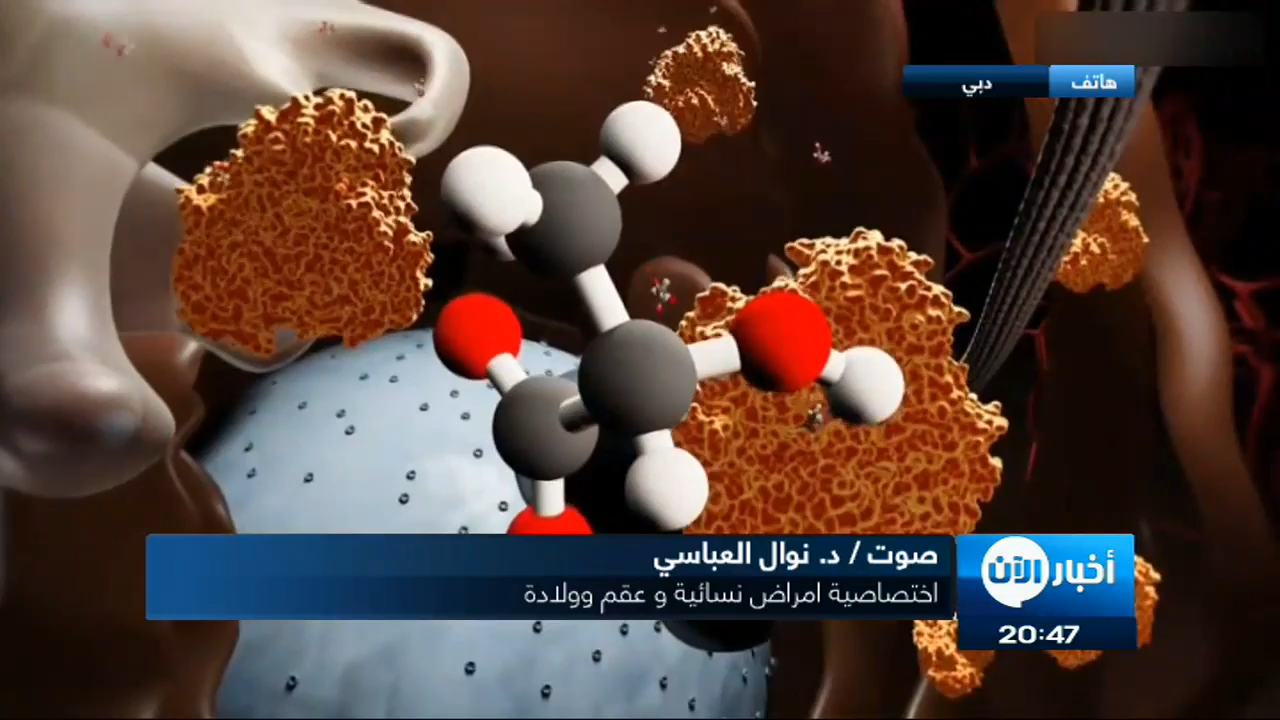 هاتف
دبي
صوت / د. نوال العباسي
اختصاصية امراض نسائية و عقم وولادة
أخبار الآن
20:47